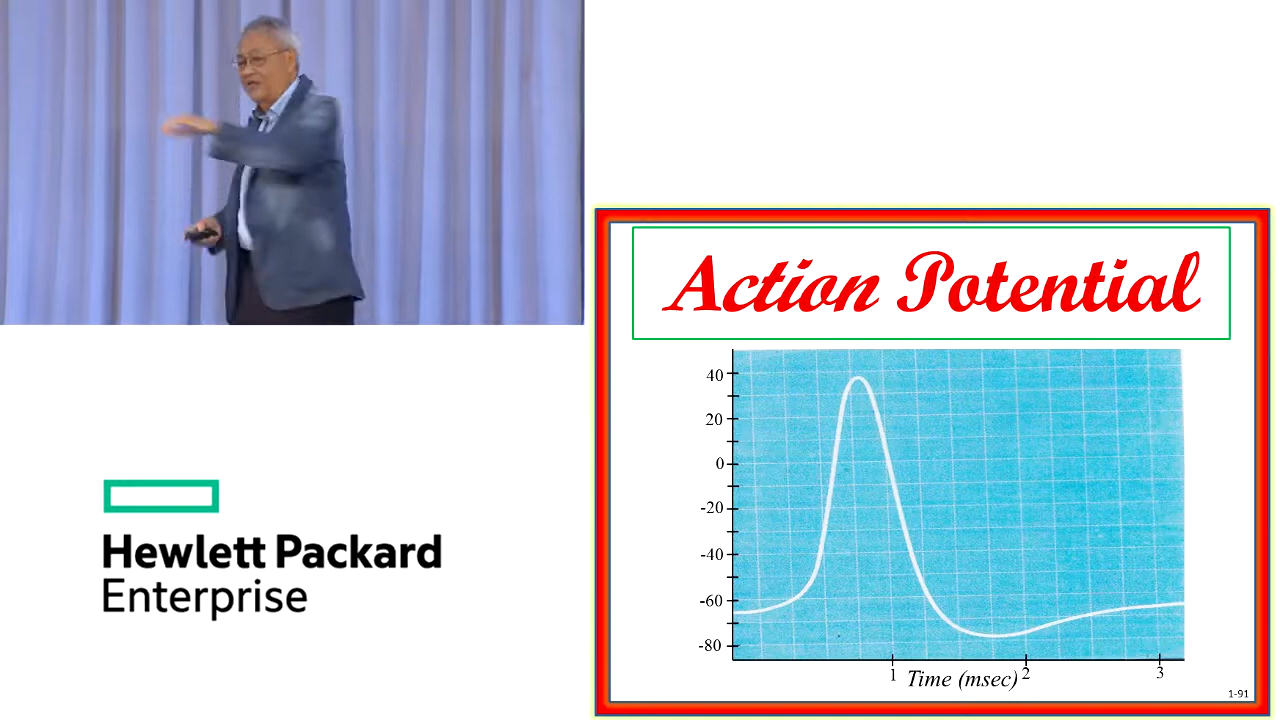 Action Potential
40
20
0
-20
-40
-60
-80
1
2
3
Time (msec)
1-91
Hewlett Packard
Enterprise